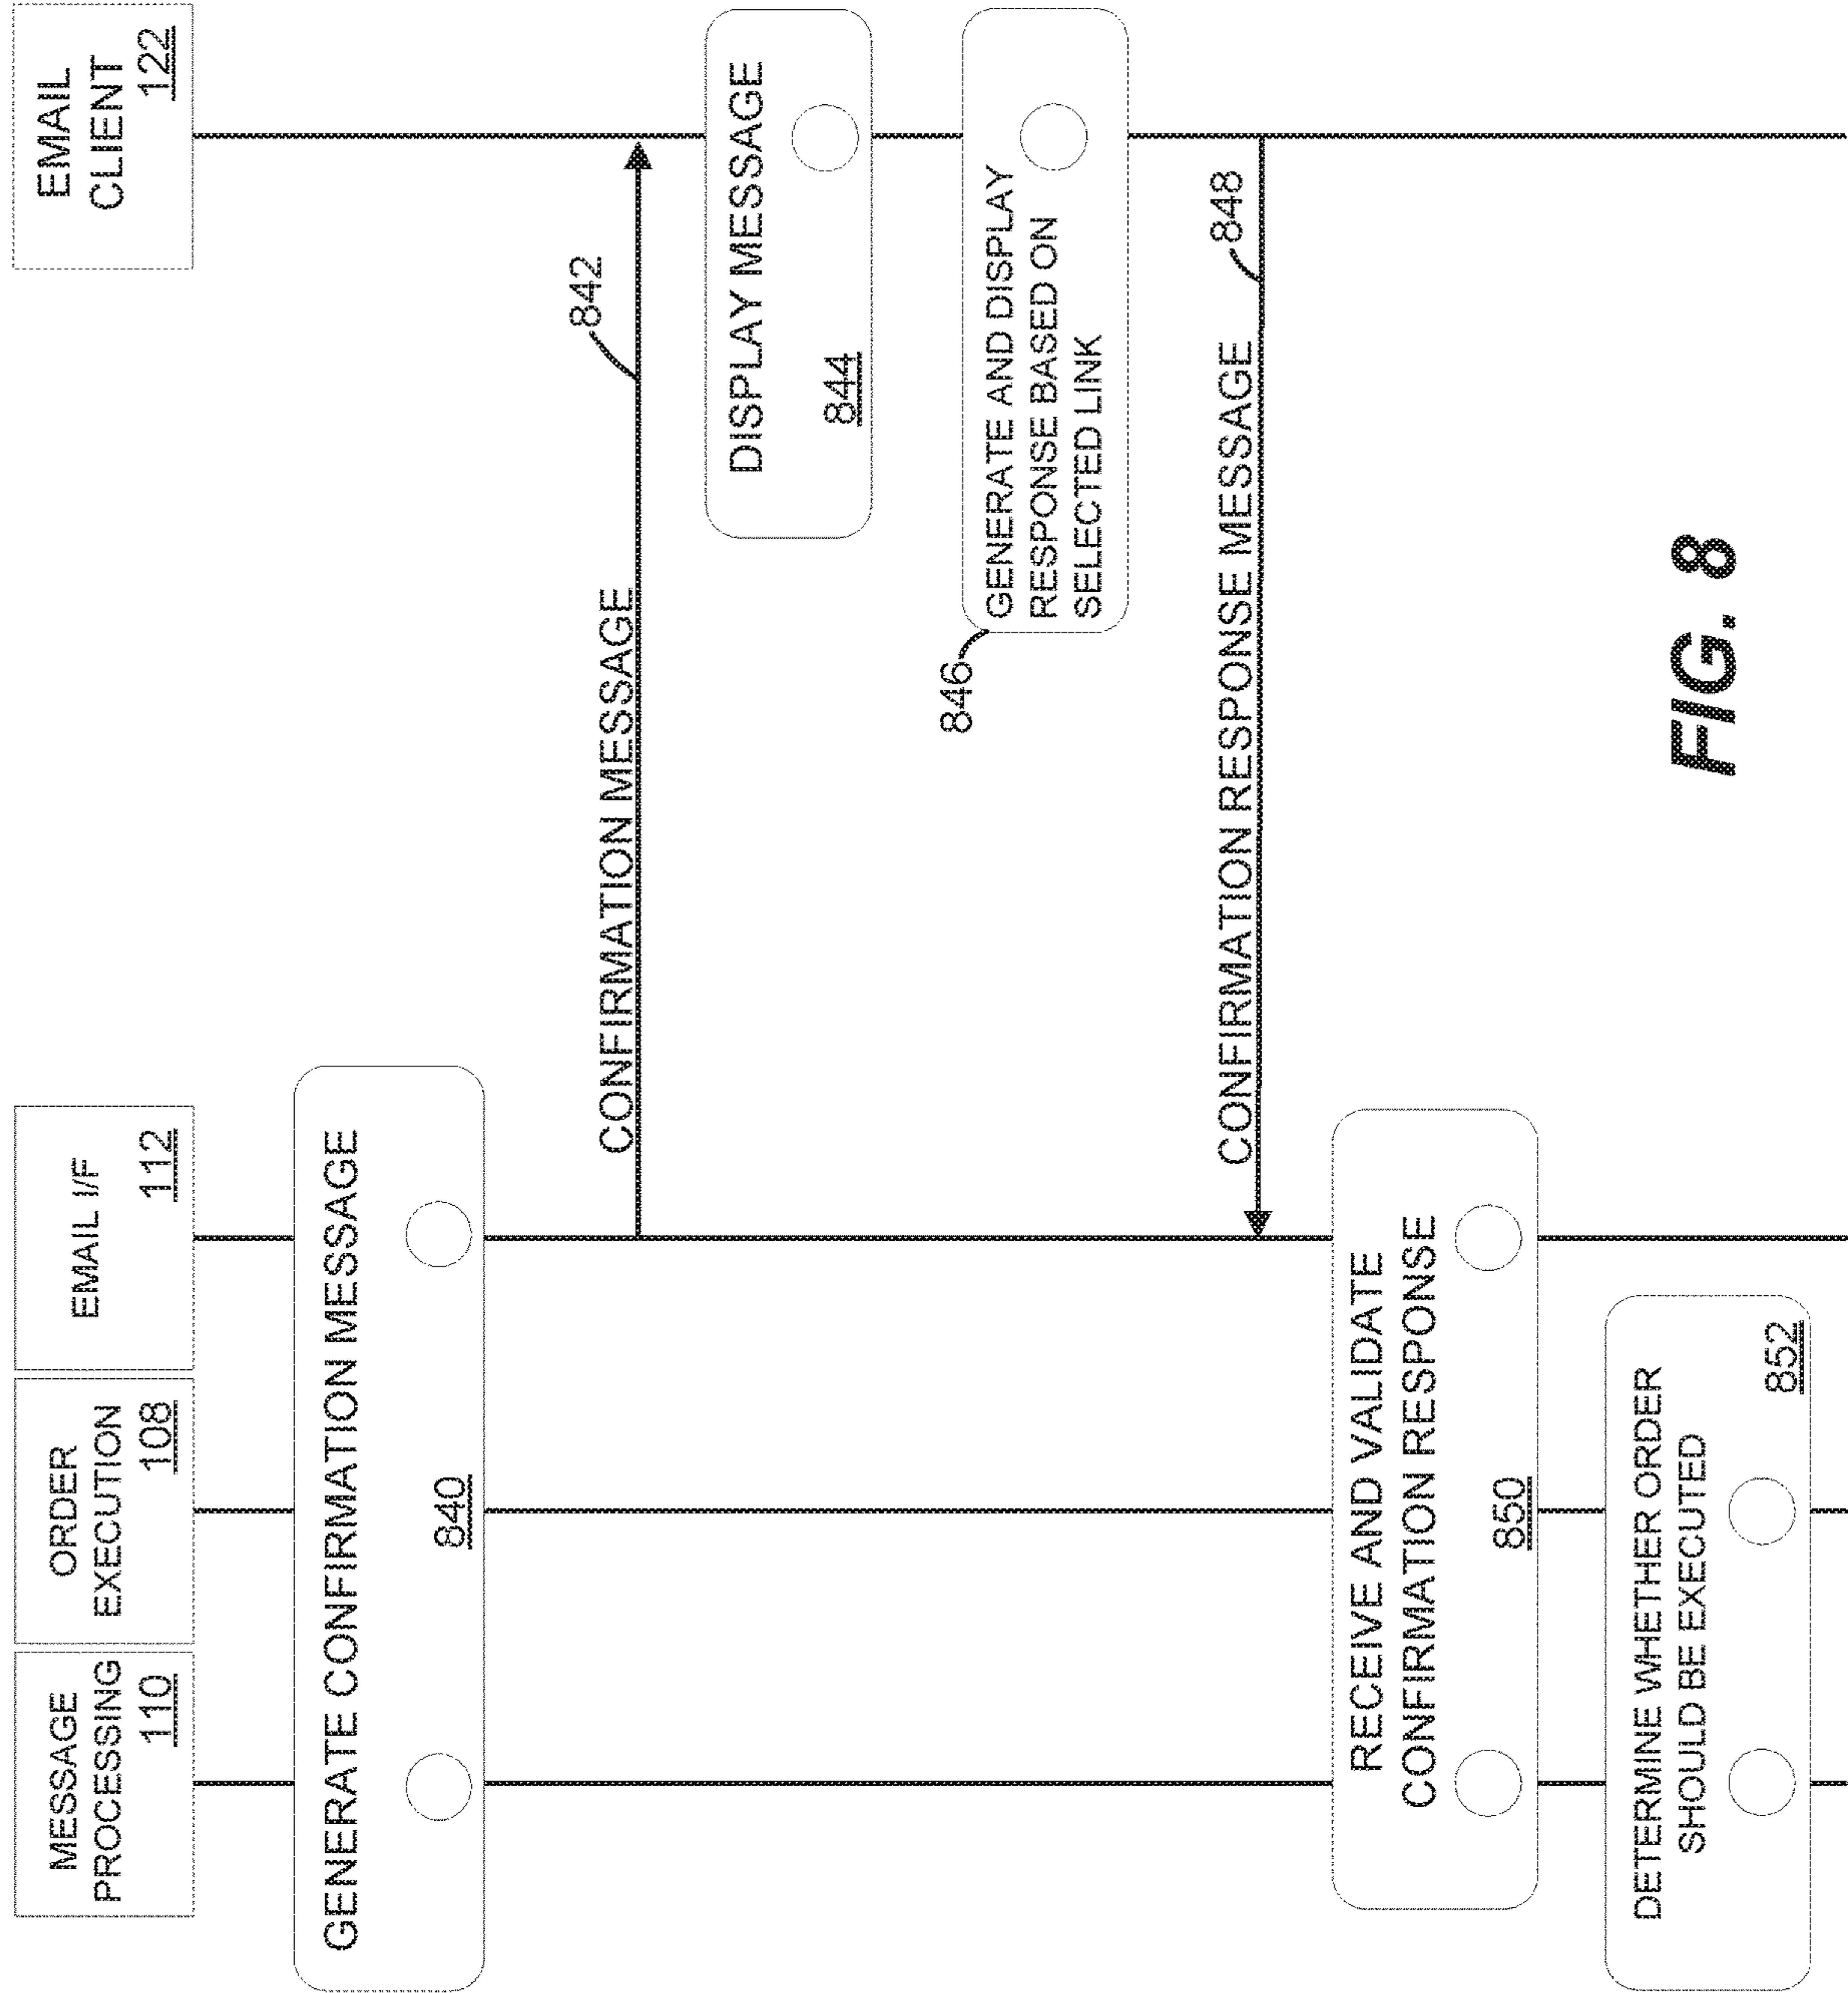 MESSAGE
PROCESSING
110
ORDER
EXECUTION
108
EMAIL I/F
112
EMAIL
CLIENT
122
GENERATE CONFIRMATION MESSAGE
840
CONFIRMATION MESSAGE
842
DISPLAY MESSAGE
844
846
GENERATE AND DISPLAY
RESPONSE BASED ON
SELECTED LINK
CONFIRMATION RESPONSE MESSAGE
848
RECEIVE AND VALIDATE
CONFIRMATION RESPONSE
850
DETERMINE WHETHER ORDER
SHOULD BE EXECUTED
852
FIG. 8